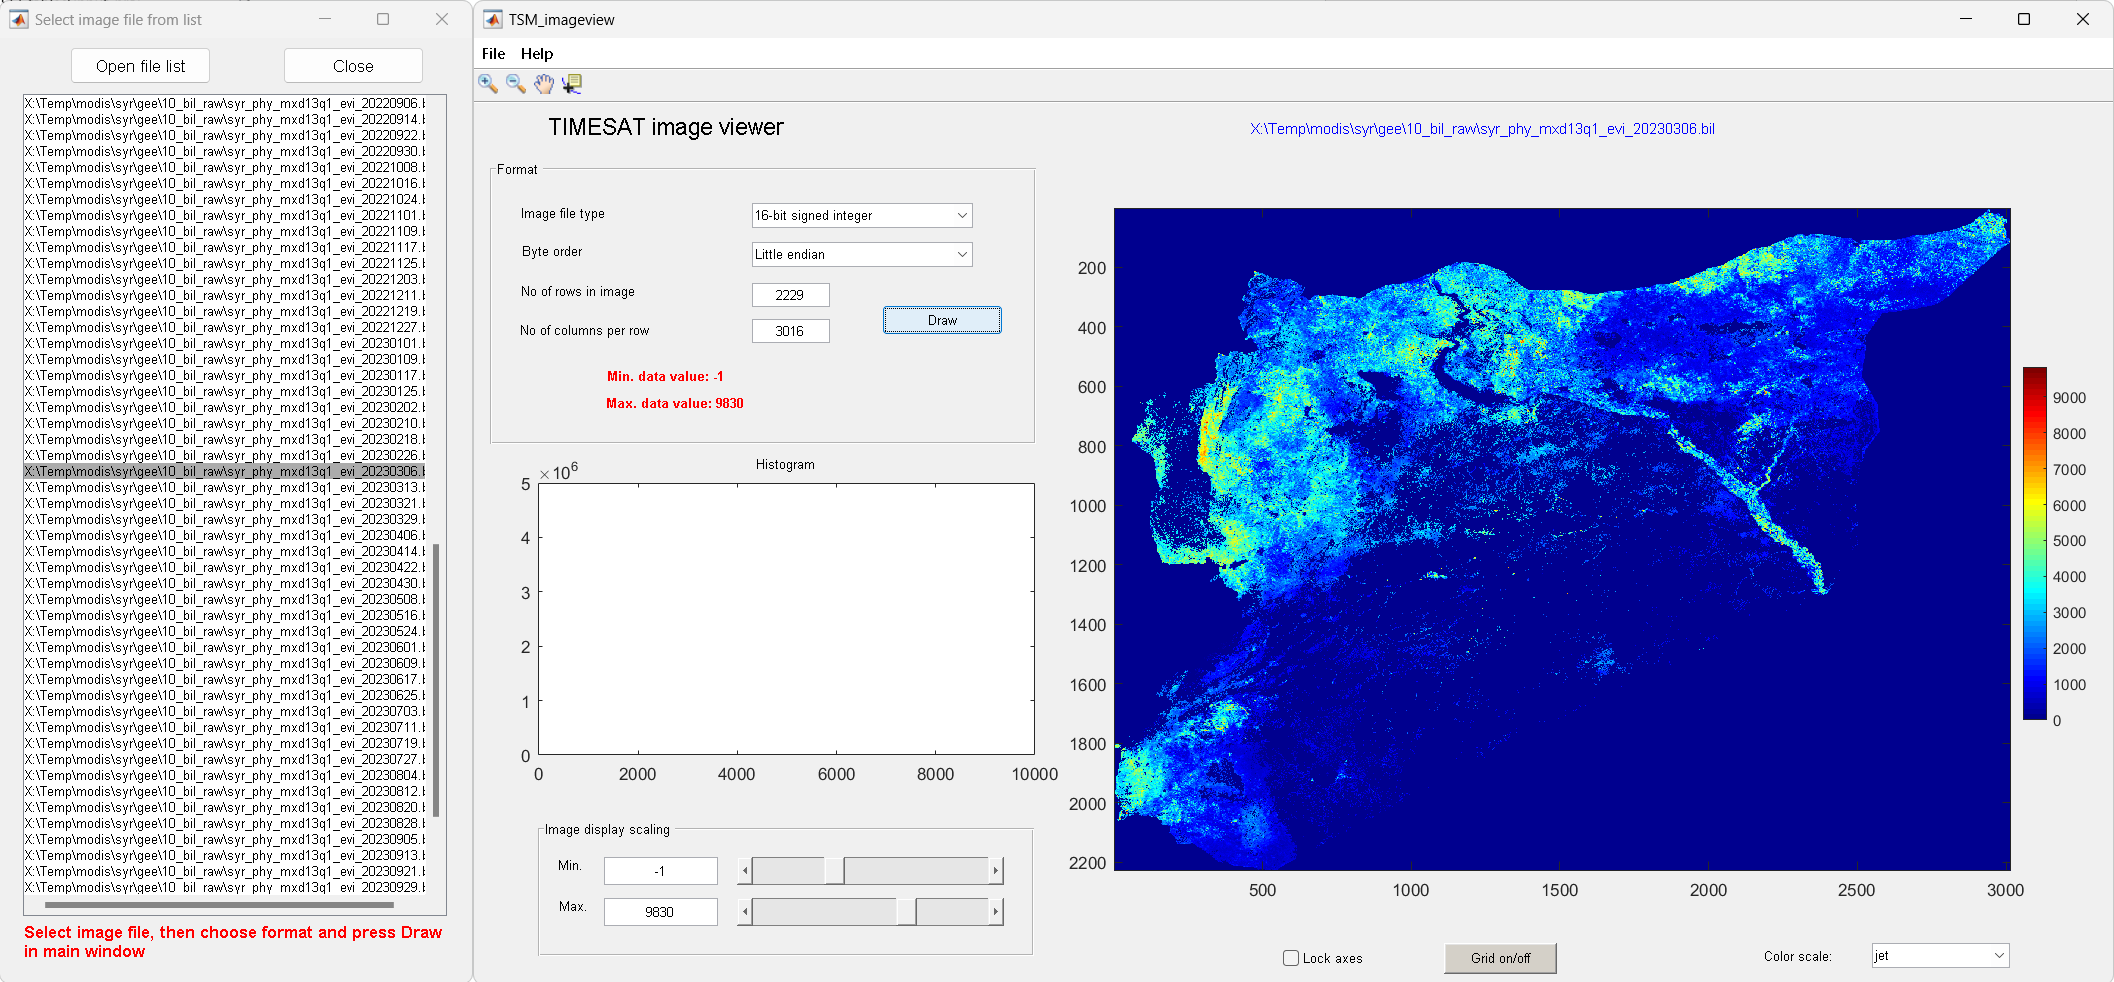 Select image file from list
Open file list
Close
X:\Temp\modis\syr\gee\10_bil_raw\syr_phy_mxd13q1_evi_20220906.b
X:\Temp\modis\syr\gee\10_bil_raw\syr_phy_mxd13q1_evi_20220914.b
X:\Temp\modis\syr\gee\10_bil_raw\syr_phy_mxd13q1_evi_20220922.b
X:\Temp\modis\syr\gee\10_bil_raw\syr_phy_mxd13q1_evi_20220930.b
X:\Temp\modis\syr\gee\10_bil_raw\syr_phy_mxd13q1_evi_20221008.b
X:\Temp\modis\syr\gee\10_bil_raw\syr_phy_mxd13q1_evi_20221016.b
X:\Temp\modis\syr\gee\10_bil_raw\syr_phy_mxd13q1_evi_20221024.b
X:\Temp\modis\syr\gee\10_bil_raw\syr_phy_mxd13q1_evi_20221101.b
X:\Temp\modis\syr\gee\10_bil_raw\syr_phy_mxd13q1_evi_20221109.b
X:\Temp\modis\syr\gee\10_bil_raw\syr_phy_mxd13q1_evi_20221117.b
X:\Temp\modis\syr\gee\10_bil_raw\syr_phy_mxd13q1_evi_20221125.b
X:\Temp\modis\syr\gee\10_bil_raw\syr_phy_mxd13q1_evi_20221203.b
X:\Temp\modis\syr\gee\10_bil_raw\syr_phy_mxd13q1_evi_20221211.b
X:\Temp\modis\syr\gee\10_bil_raw\syr_phy_mxd13q1_evi_20221219.b
X:\Temp\modis\syr\gee\10_bil_raw\syr_phy_mxd13q1_evi_20221227.b
X:\Temp\modis\syr\gee\10_bil_raw\syr_phy_mxd13q1_evi_20230101.b
X:\Temp\modis\syr\gee\10_bil_raw\syr_phy_mxd13q1_evi_20230109.b
X:\Temp\modis\syr\gee\10_bil_raw\syr_phy_mxd13q1_evi_20230117.b
X:\Temp\modis\syr\gee\10_bil_raw\syr_phy_mxd13q1_evi_20230125.b
X:\Temp\modis\syr\gee\10_bil_raw\syr_phy_mxd13q1_evi_20230202.b
X:\Temp\modis\syr\gee\10_bil_raw\syr_phy_mxd13q1_evi_20230210.b
X:\Temp\modis\syr\gee\10_bil_raw\syr_phy_mxd13q1_evi_20230218.b
X:\Temp\modis\syr\gee\10_bil_raw\syr_phy_mxd13q1_evi_20230226.b
X:\Temp\modis\syr\gee\10_bil_raw\syr_phy_mxd13q1_evi_20230306.b
X:\Temp\modis\syr\gee\10_bil_raw\syr_phy_mxd13q1_evi_20230313.b
X:\Temp\modis\syr\gee\10_bil_raw\syr_phy_mxd13q1_evi_20230321.b
X:\Temp\modis\syr\gee\10_bil_raw\syr_phy_mxd13q1_evi_20230329.b
X:\Temp\modis\syr\gee\10_bil_raw\syr_phy_mxd13q1_evi_20230406.b
X:\Temp\modis\syr\gee\10_bil_raw\syr_phy_mxd13q1_evi_20230414.b
X:\Temp\modis\syr\gee\10_bil_raw\syr_phy_mxd13q1_evi_20230422.b
X:\Temp\modis\syr\gee\10_bil_raw\syr_phy_mxd13q1_evi_20230430.b
X:\Temp\modis\syr\gee\10_bil_raw\syr_phy_mxd13q1_evi_20230508.b
X:\Temp\modis\syr\gee\10_bil_raw\syr_phy_mxd13q1_evi_20230516.b
X:\Temp\modis\syr\gee\10_bil_raw\syr_phy_mxd13q1_evi_20230524.b
X:\Temp\modis\syr\gee\10_bil_raw\syr_phy_mxd13q1_evi_20230601.b
X:\Temp\modis\syr\gee\10_bil_raw\syr_phy_mxd13q1_evi_20230609.b
X:\Temp\modis\syr\gee\10_bil_raw\syr_phy_mxd13q1_evi_20230617.b
X:\Temp\modis\syr\gee\10_bil_raw\syr_phy_mxd13q1_evi_20230625.b
X:\Temp\modis\syr\gee\10_bil_raw\syr_phy_mxd13q1_evi_20230703.b
X:\Temp\modis\syr\gee\10_bil_raw\syr_phy_mxd13q1_evi_20230711.b
X:\Temp\modis\syr\gee\10_bil_raw\syr_phy_mxd13q1_evi_20230719.b
X:\Temp\modis\syr\gee\10_bil_raw\syr_phy_mxd13q1_evi_20230727.b
X:\Temp\modis\syr\gee\10_bil_raw\syr_phy_mxd13q1_evi_20230804.b
X:\Temp\modis\syr\gee\10_bil_raw\syr_phy_mxd13q1_evi_20230812.b
X:\Temp\modis\syr\gee\10_bil_raw\syr_phy_mxd13q1_evi_20230820.b
X:\Temp\modis\syr\gee\10_bil_raw\syr_phy_mxd13q1_evi_20230828.b
X:\Temp\modis\syr\gee\10_bil_raw\syr_phy_mxd13q1_evi_20230905.b
X:\Temp\modis\syr\gee\10_bil_raw\syr_phy_mxd13q1_evi_20230913.b
X:\Temp\modis\syr\gee\10_bil_raw\syr_phy_mxd13q1_evi_20230921.b
X:\Temp\modis\syr\gee\10_bil_raw\syr_phy_mxd13q1_evi_20230929.b
Select image file, then choose format and press Draw
in main window
TSM_imageview
File Help
TIMESAT image viewer
Format
Image file type
16-bit signed integer
Byte order
Little endian
No of rows in image
2229
No of columns per row
3016
Draw
Min. data value: -1
Max. data value: 9830
Histogram
×10^6
5
4
3
2
1
0
0 2000 4000 6000 8000 10000
Image display scaling
Min.
-1
Max.
9830
X:\Temp\modis\syr\gee\10_bil_raw\syr_phy_mxd13q1_evi_20230306.bil
200
400
600
800
1000
1200
1400
1600
1800
2000
2200
500 1000 1500 2000 2500 3000
9000
8000
7000
6000
5000
4000
3000
2000
1000
0
Lock axes
Grid on/off
Color scale:
jet